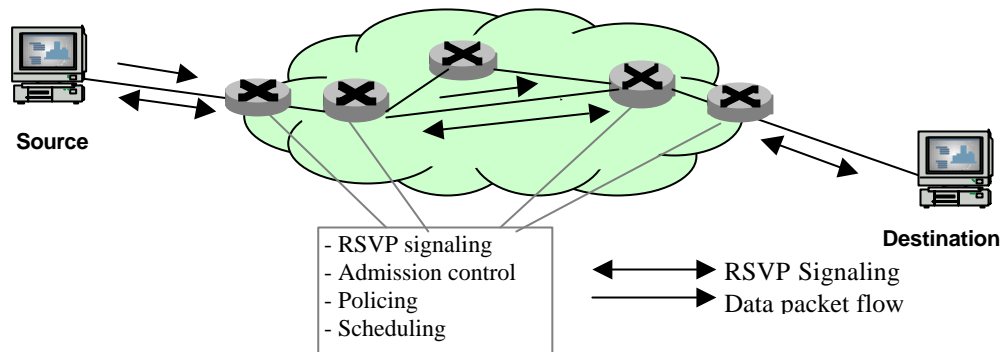 Source
Destination
- RSVP signaling
- Admission control
- Policing
- Scheduling
RSVP Signaling
Data packet flow